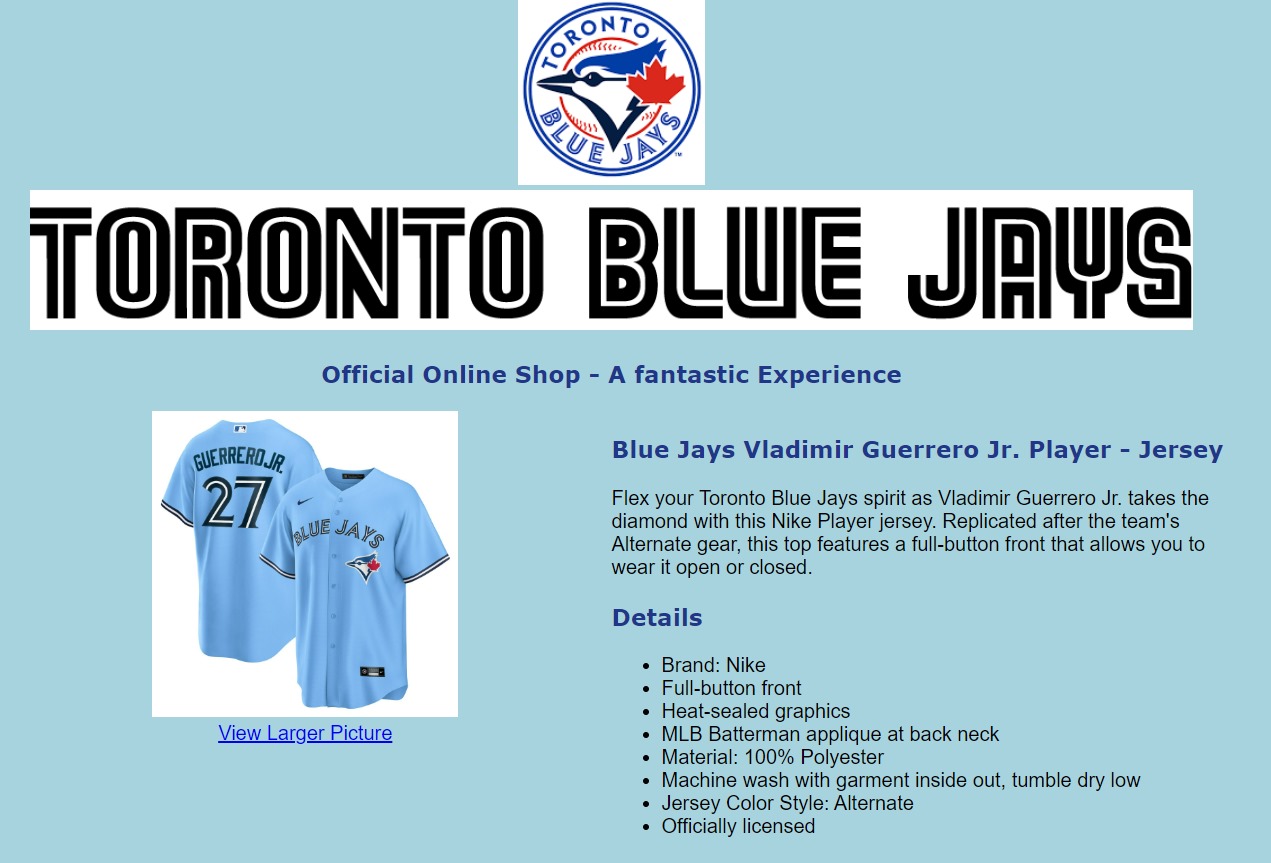 TORONTO
BLUE JAYS
TM
TORONTO BLUE JAYS
Official Online Shop - A fantastic Experience
GUERRERO JR.
27
BLUE JAYS
View Larger Picture
Blue Jays Vladimir Guerrero Jr. Player - Jersey
Flex your Toronto Blue Jays spirit as Vladimir Guerrero Jr. takes the
diamond with this Nike Player jersey. Replicated after the team's
Alternate gear, this top features a full-button front that allows you to
wear it open or closed.
Details
• Brand: Nike
• Full-button front
• Heat-sealed graphics
• MLB Batterman applique at back neck
• Material: 100% Polyester
• Machine wash with garment inside out, tumble dry low
• Jersey Color Style: Alternate
• Officially licensed